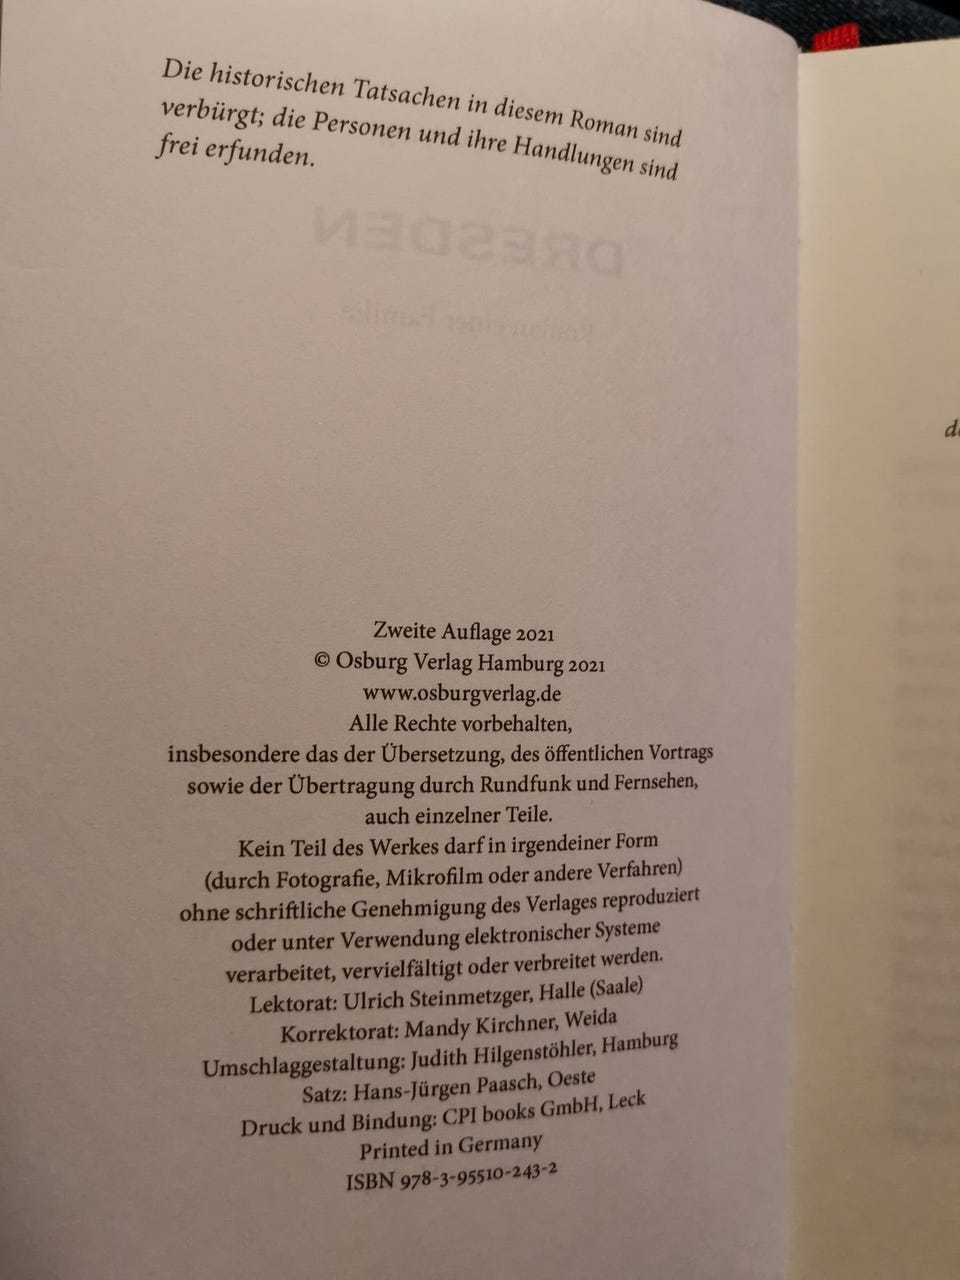 Die historischen Tatsachen in diesem Roman sind
verbürgt; die Personen und ihre Handlungen sind
frei erfunden.
DRESDEN
Roman einer Familie
Zweite Auflage 2021
© Osburg Verlag Hamburg 2021
www.osburgverlag.de
Alle Rechte vorbehalten,
insbesondere das der Übersetzung, des öffentlichen Vortrags
sowie der Übertragung durch Rundfunk und Fernsehen,
auch einzelner Teile.
Kein Teil des Werkes darf in irgendeiner Form
(durch Fotografie, Mikrofilm oder andere Verfahren)
ohne schriftliche Genehmigung des Verlages reproduziert
oder unter Verwendung elektronischer Systeme
verarbeitet, vervielfältigt oder verbreitet werden.
Lektorat: Ulrich Steinmetzger, Halle (Saale)
Korrektorat: Mandy Kirchner, Weida
Umschlaggestaltung: Judith Hilgenstöhler, Hamburg
Satz: Hans-Jürgen Paasch, Oeste
Druck und Bindung: CPI books GmbH, Leck
Printed in Germany
ISBN 978-3-95510-243-2